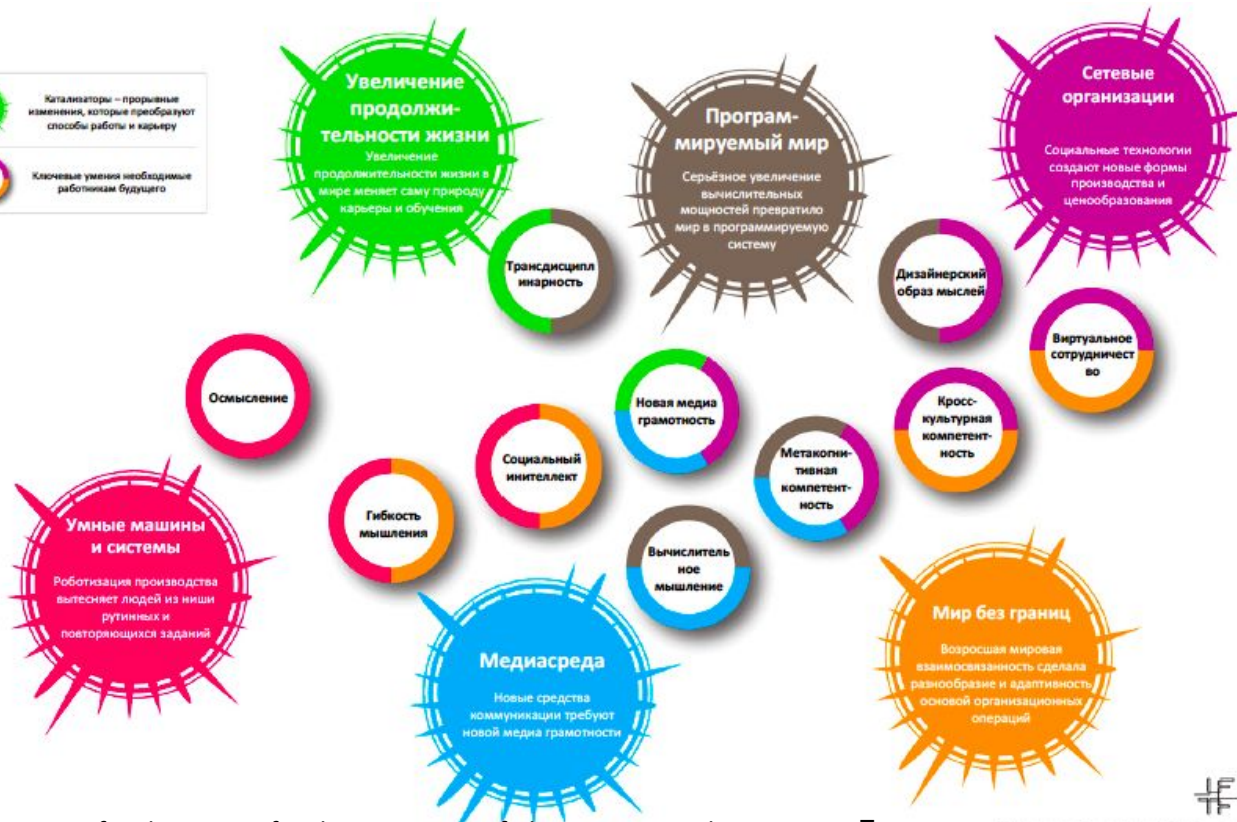 Катализаторы – прорывные
изменения, которые преобразуют
способы работы и карьеру
Ключевые умения необходимые
работникам будущего
Увеличение
продолжи-
тельности жизни
Увеличение
продолжительности жизни в
мире меняет саму природу
карьеры и обучения
Програм-
мируемый мир
Серьёзное увеличение
вычислительных
мощностей превратило
мир в программируемую
систему
Сетевые
организации
Социальные технологии
создают новые формы
производства и
ценообразования
Трансдисципл
инарность
Дизайнерский
образ мыслей
Виртуальное
сотрудничест
во
Осмысление
Новая медиа
грамотность
Кросс-
культурная
компетент-
ность
Социальный
инителлект
Метакогни-
тивная
компетент-
ность
Гибкость
мышления
Вычислитель
ное
мышление
Умные машины
и системы
Роботизация производства
вытесняет людей из ниши
рутинных и
повторяющихся заданий
Медиасреда
Новые средства
коммуникации требуют
новой медиа грамотности
Мир без границ
Возросшая мировая
взаимосвязанность сделала
разнообразие и адаптивность
основой организационных
операций